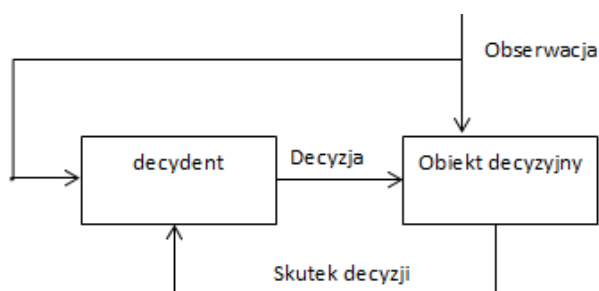 Obserwacja
decydent
Decyzja
Obiekt decyzyjny
Skutek decyzji